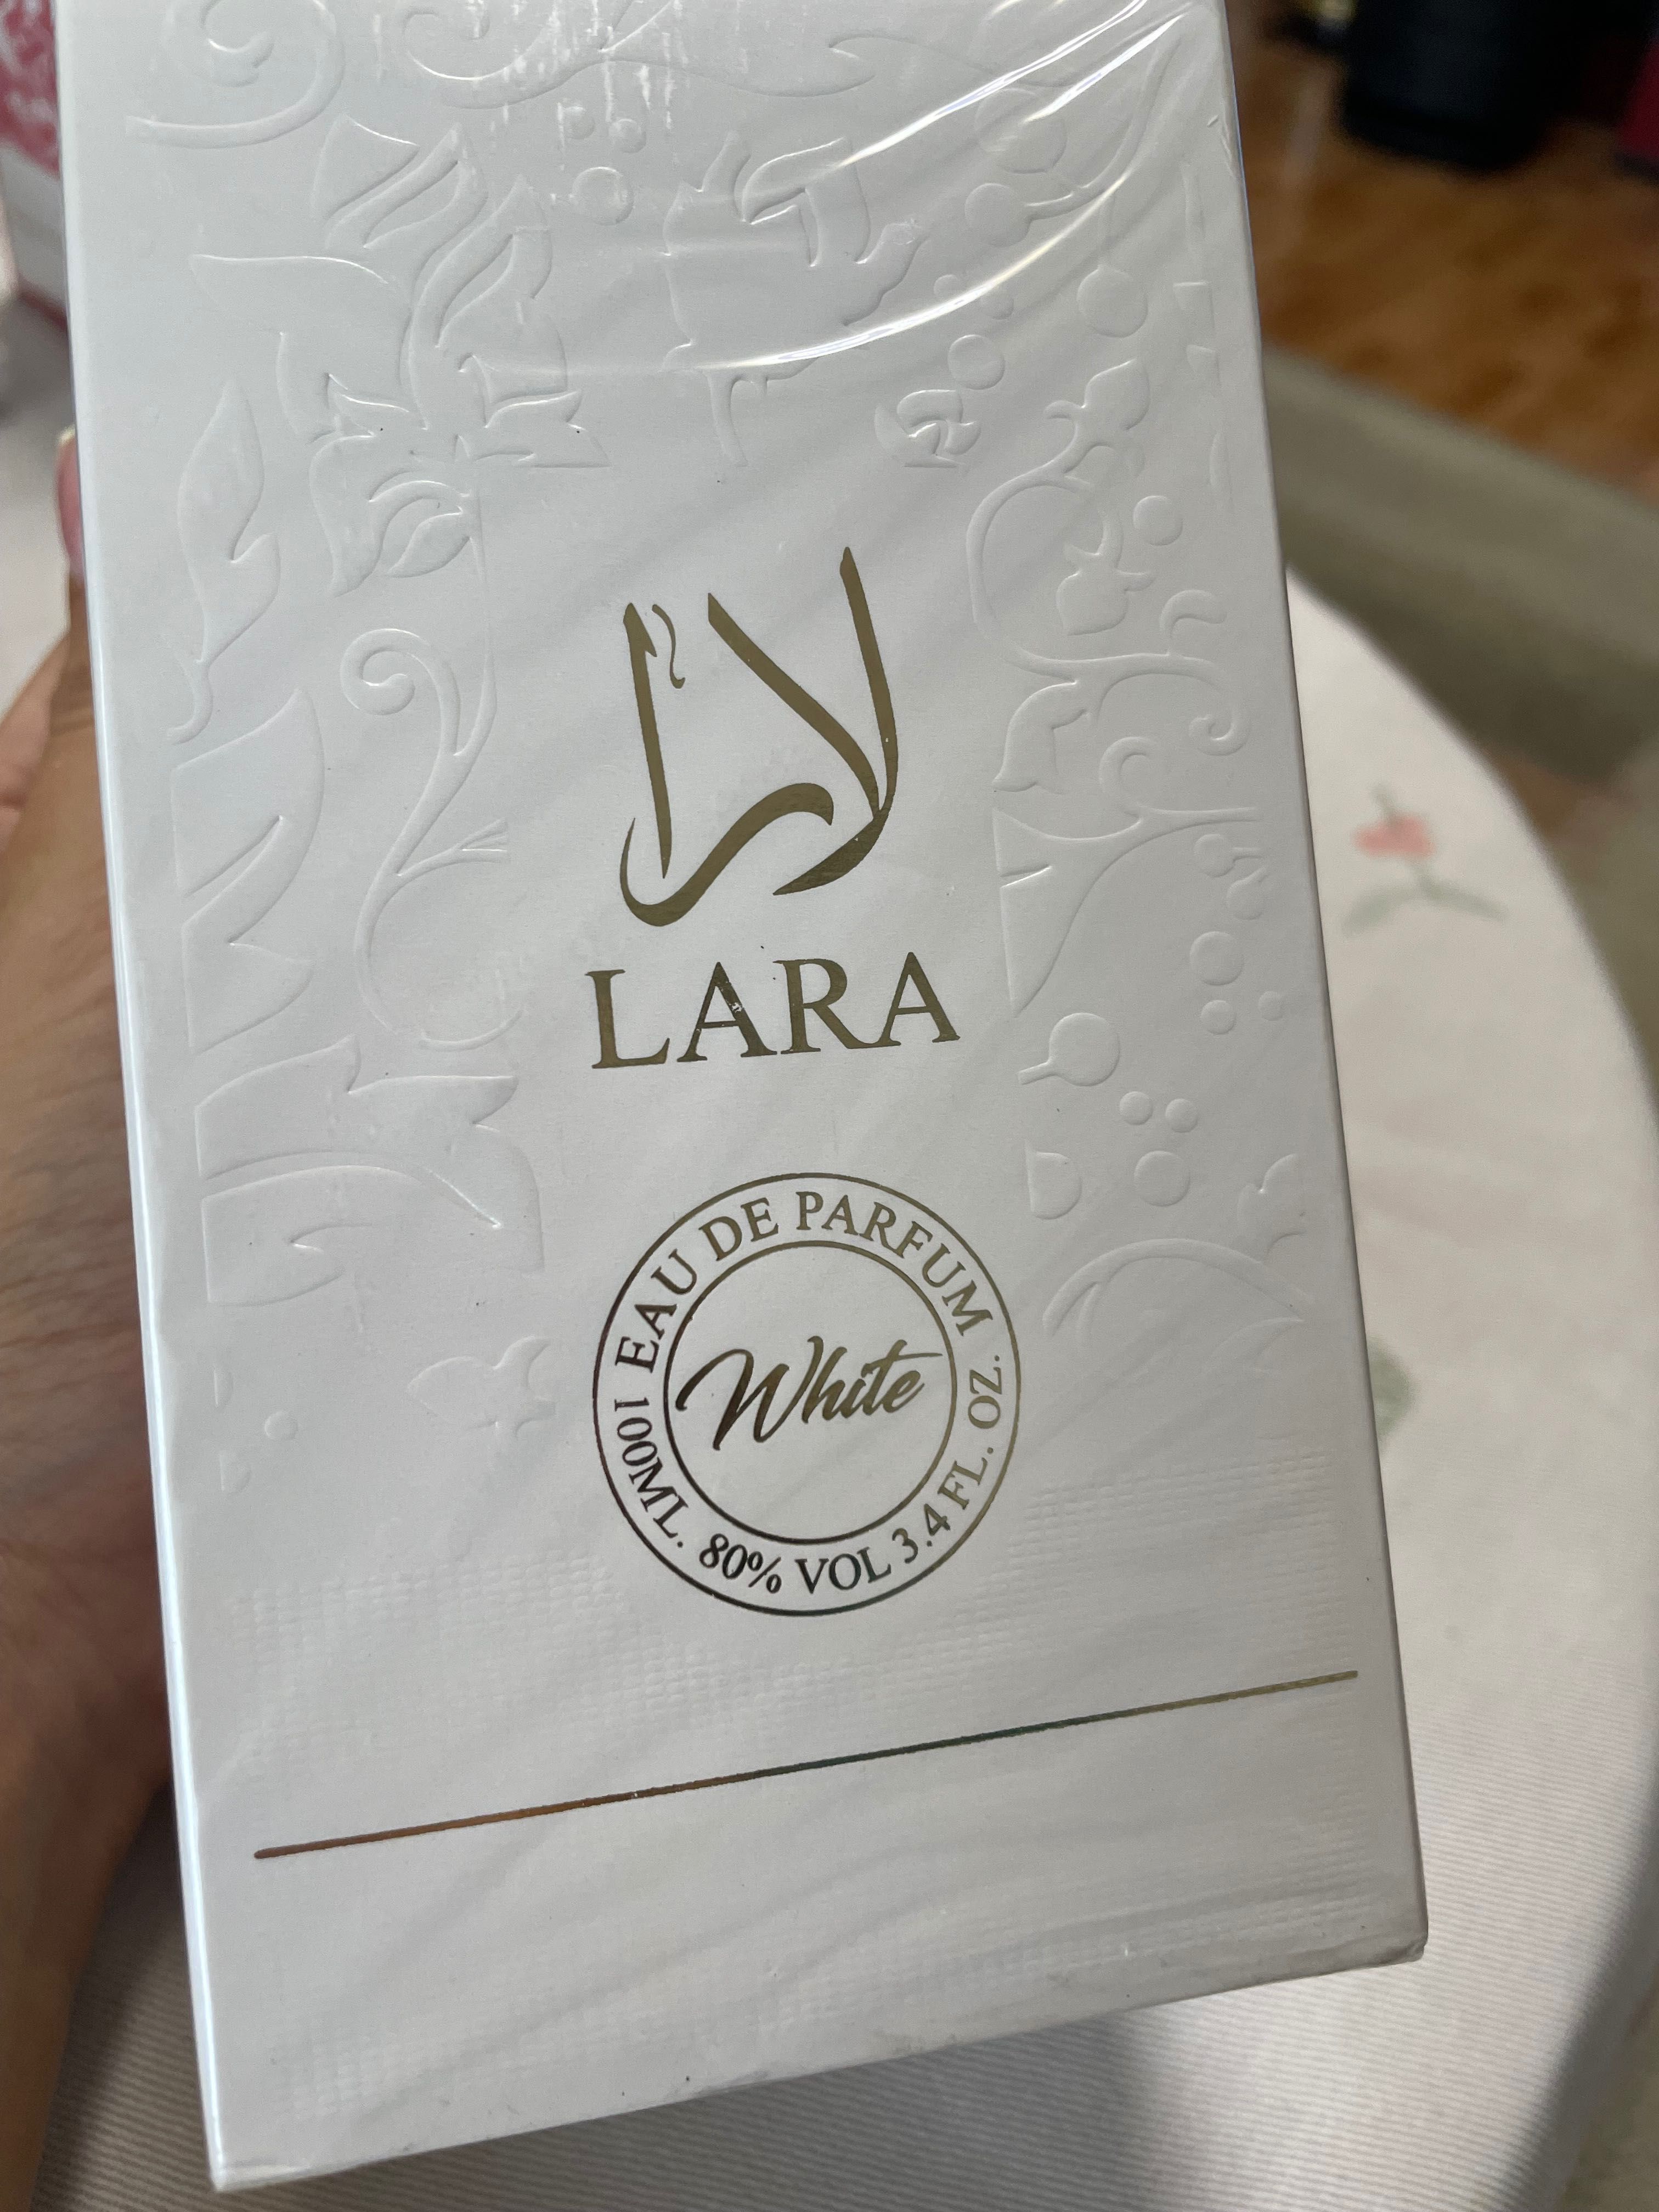 لارا
LARA
EAU DE PARFUM
White
100ML. 80% VOL 3.4 FL. OZ.